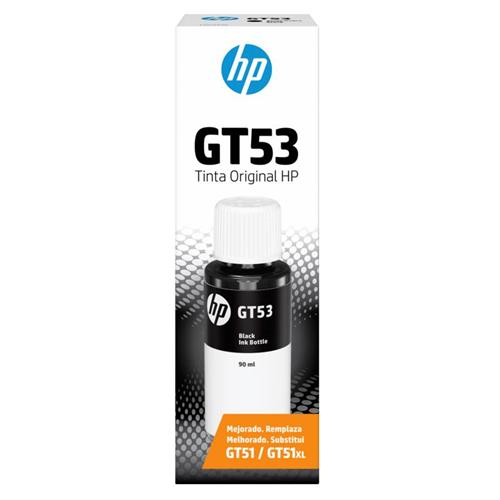 hp
GT53
Tinta Original HP
hp
GT53
Black
Ink Bottle
90 ml
Mejorado. Remplaza
Melhorado. Substitui
GT51 / GT51XL